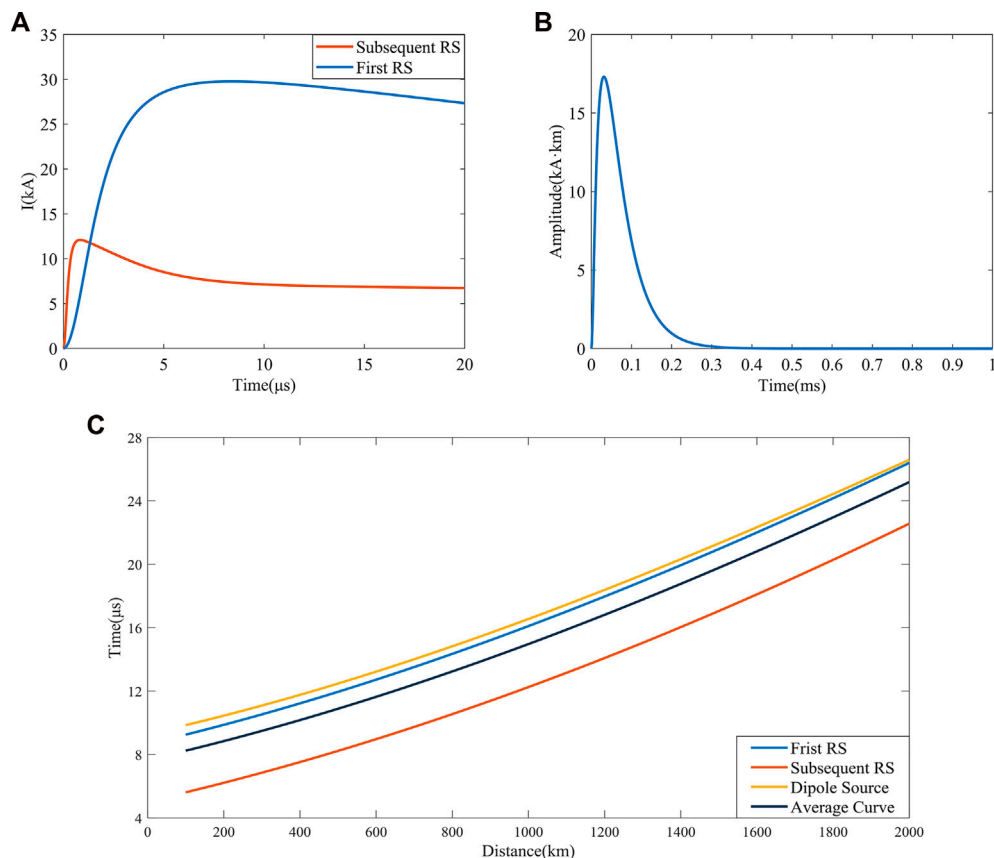 A
I(kA)
35
30
25
20
15
10
5
0
0 5 10 15 20
Time(μs)
Subsequent RS
First RS
B
Amplitude(kA·km)
20
15
10
5
0
0 0.1 0.2 0.3 0.4 0.5 0.6 0.7 0.8 0.9 1
Time(ms)
C
Time(μs)
28
24
20
16
12
8
4
0 200 400 600 800 1000 1200 1400 1600 1800 2000
Distance(km)
Frist RS
Subsequent RS
Dipole Source
Average Curve